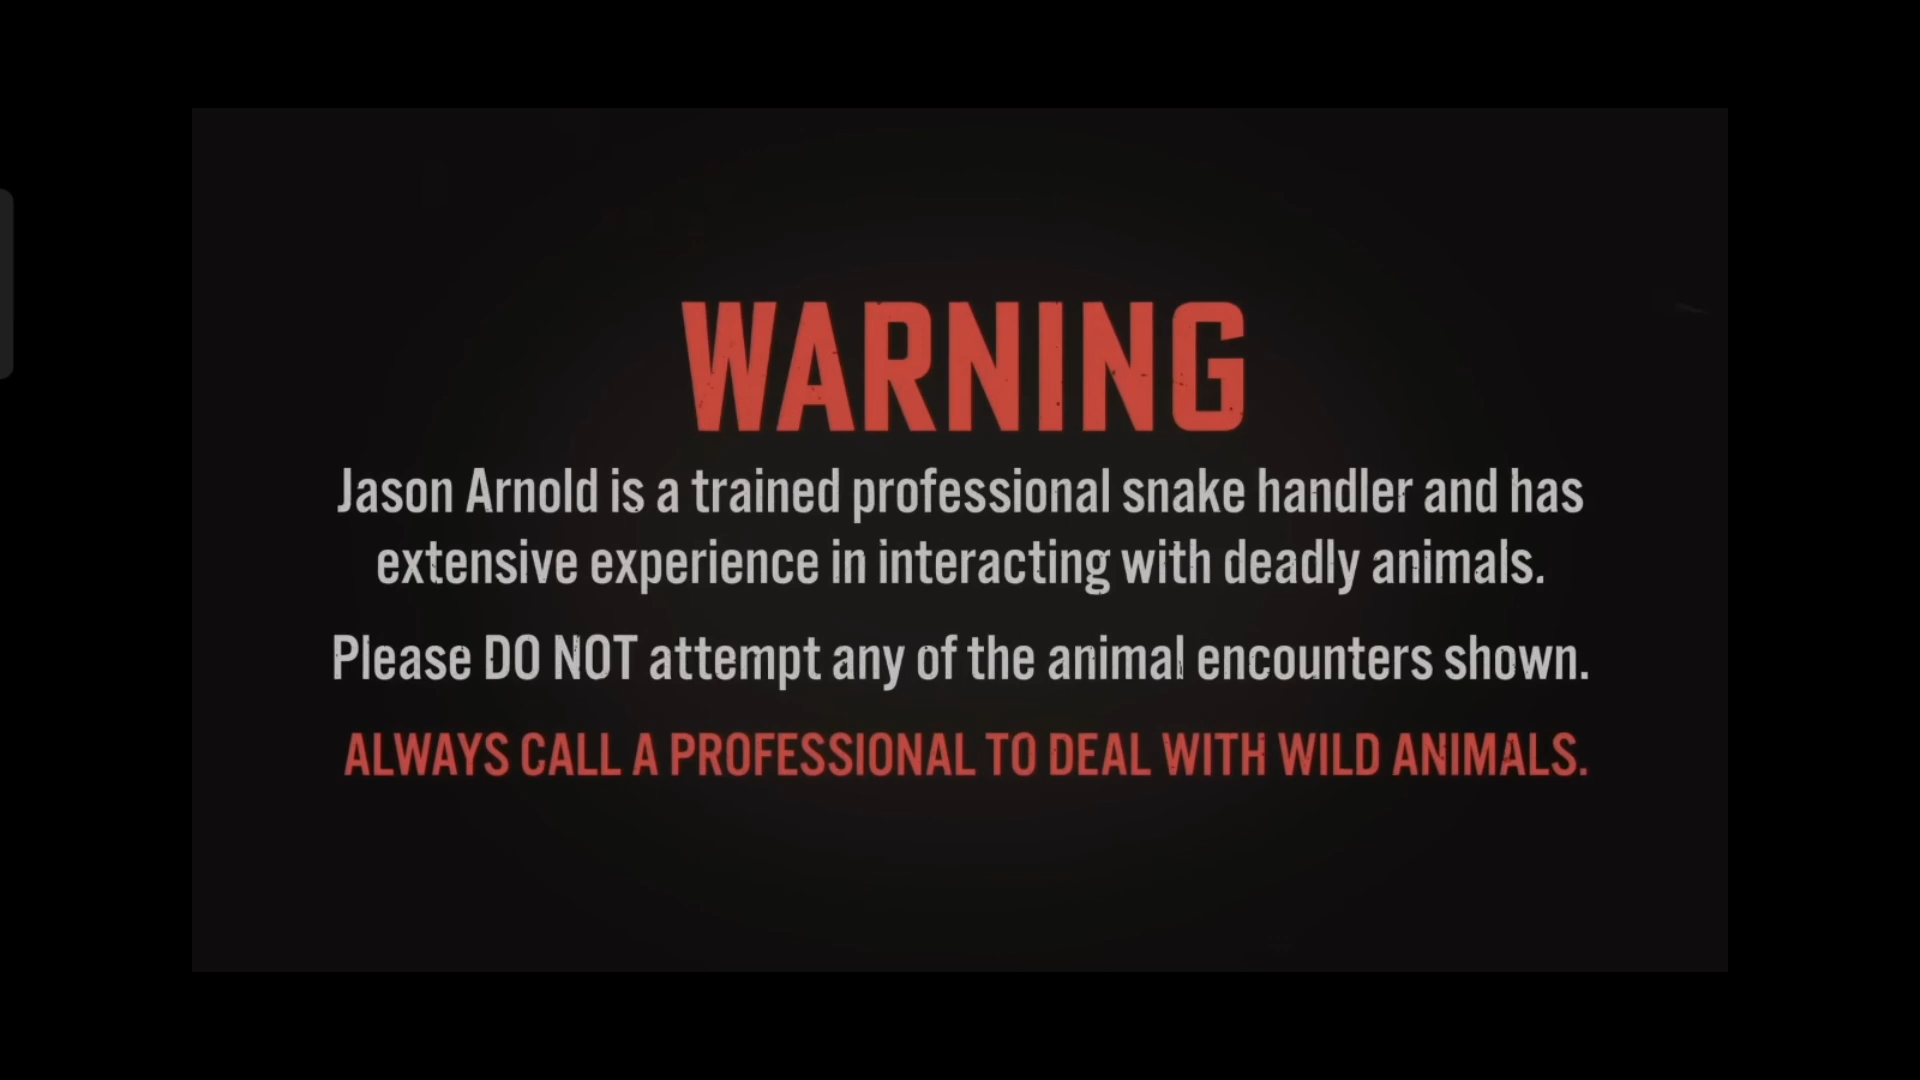 WARNING
Jason Arnold is a trained professional snake handler and has
extensive experience in interacting with deadly animals.
Please DO NOT attempt any of the animal encounters shown.
ALWAYS CALL A PROFESSIONAL TO DEAL WITH WILD ANIMALS.